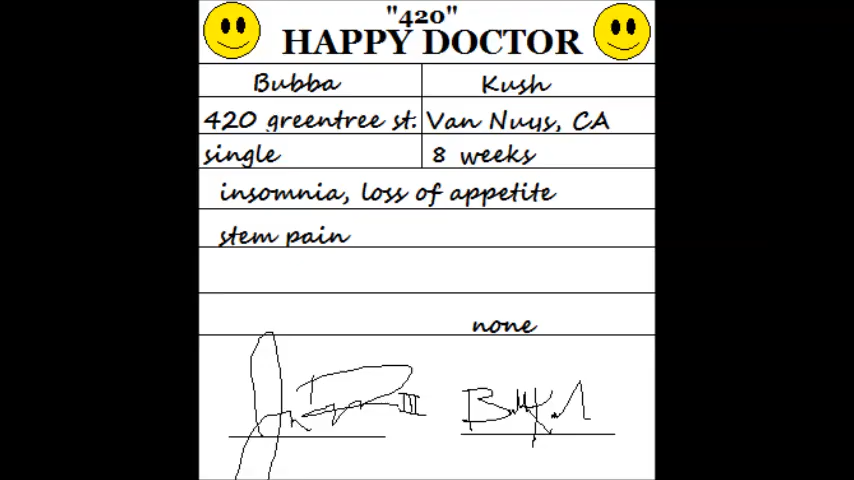 "420"
HAPPY DOCTOR
Bubba Kush
420 greentree st. Van Nuys, CA
single 8 weeks
insomnia, loss of appetite
stem pain
none